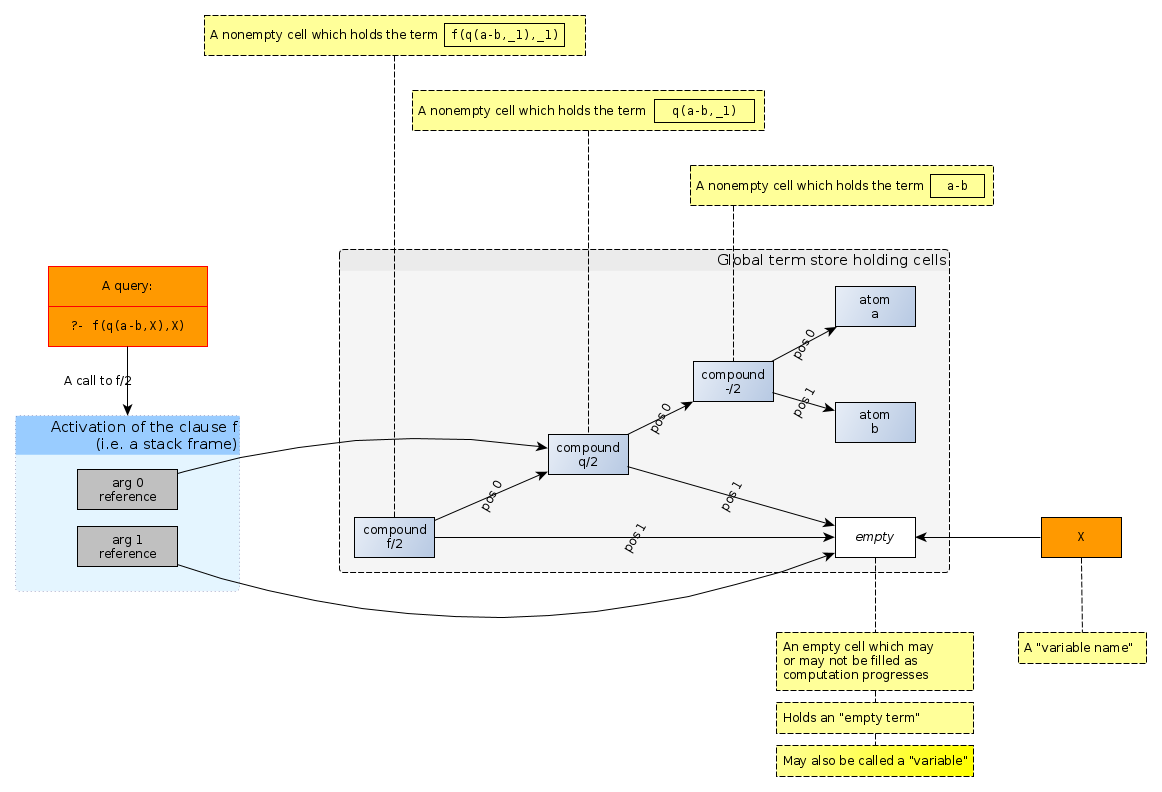 A nonempty cell which holds the term f(q(a-b,_1),_1)
A nonempty cell which holds the term q(a-b,_1)
A nonempty cell which holds the term a-b
Global term store holding cells
A query:
?- f(q(a-b,X),X)
A call to f/2
Activation of the clause f
(i.e. a stack frame)
arg 0
reference
arg 1
reference
compound
f/2
pos 0
pos 1
compound
q/2
pos 0
pos 1
compound
-/2
pos 0
pos 1
atom
a
atom
b
empty
X
An empty cell which may
or may not be filled as
computation progresses
Holds an "empty term"
May also be called a "variable"
A "variable name"